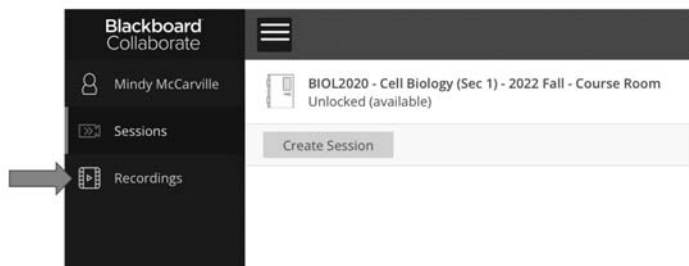 Blackboard
Collaborate
Mindy McCarville
Sessions
Recordings
BIOL2020 - Cell Biology (Sec 1) - 2022 Fall - Course Room
Unlocked (available)
Create Session